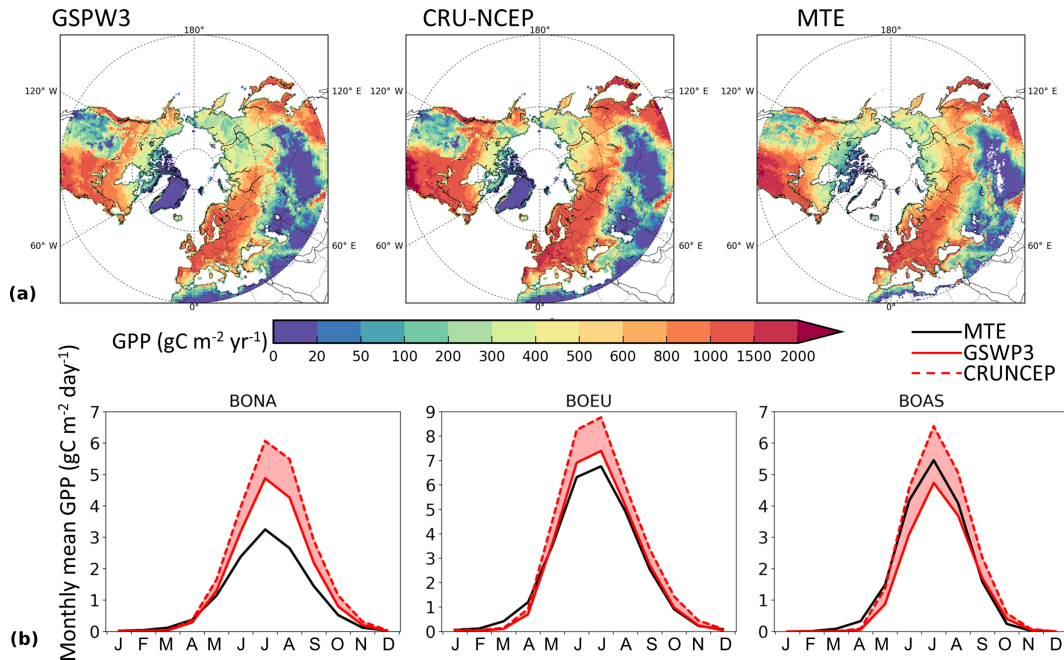 GSPW3 CRU-NCEP MTE
180° 180° 180°
120° W 120° E 120° W 120° E 120° W 120° E
60° W 60° E 60° W 60° E 60° W 60° E
(a)
0° 0° 0°
GPP (gC m⁻² yr⁻¹)
0 20 50 100 200 300 400 500 600 800 1000 1500 2000
MTE
GSWP3
CRUNCEP
Monthly mean GPP (gC m⁻² day⁻¹)
BONA BOEU BOAS
7 6 5 4 3 2 1 0
9 8 7 6 5 4 3 2 1 0
7 6 5 4 3 2 1 0
(b)
J F M A M J J A S O N D J F M A M J J A S O N D J F M A M J J A S O N D